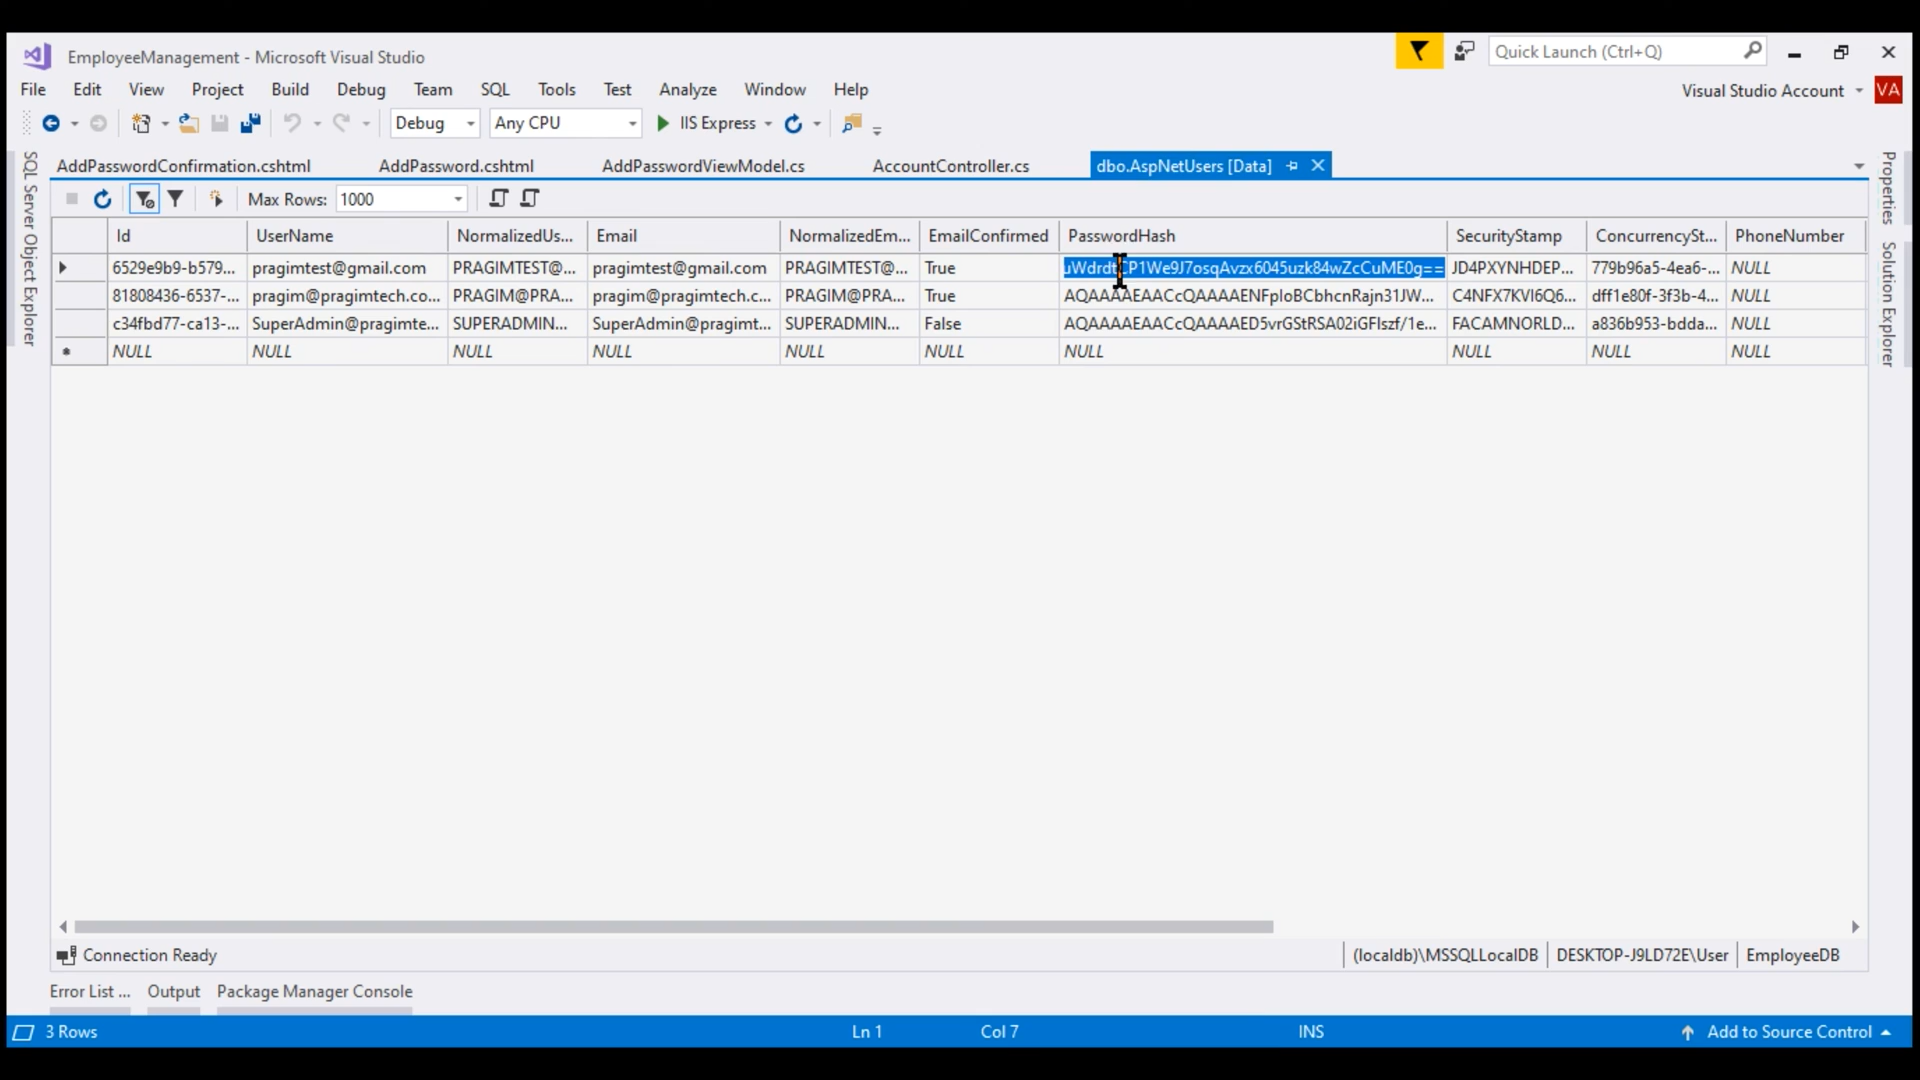 EmployeeManagement - Microsoft Visual Studio
Quick Launch (Ctrl+Q)
File Edit View Project Build Debug Team SQL Tools Test Analyze Window Help
Visual Studio Account VA
Debug Any CPU IIS Express
SQL Server Object Explorer
AddPasswordConfirmation.cshtml AddPassword.cshtml AddPasswordViewModel.cs AccountController.cs dbo.AspNetUsers [Data]
Properties
Solution Explorer
Max Rows: 1000
Id UserName NormalizedUs... Email NormalizedEm... EmailConfirmed PasswordHash SecurityStamp ConcurrencySt... PhoneNumber
6529e9b9-b579... pragimtest@gmail.com PRAGIMTEST@... pragimtest@gmail.com PRAGIMTEST@... True uWdrdtCP1We9J7osqAvzx6045uzk84wZcCuME0g== JD4PXYNHDEP... 779b96a5-4ea6-... NULL
81808436-6537-... pragim@pragimtech.co... PRAGIM@PRA... pragim@pragimtech.c... PRAGIM@PRA... True AQAAAAEAACcQAAAAENFploBCbhcnRajn31JW... C4NFX7KVI6Q6... dff1e80f-3f3b-4... NULL
c34fbd77-ca13-... SuperAdmin@pragimte... SUPERADMIN... SuperAdmin@pragimt... SUPERADMIN... False AQAAAAEAACcQAAAAED5vrGStRSA02iGFlszf/1e... FACAMNORLD... a836b953-bdda... NULL
NULL NULL NULL NULL NULL NULL NULL NULL NULL NULL
Connection Ready
(localdb)\MSSQLLocalDB DESKTOP-J9LD72E\User EmployeeDB
Error List ... Output Package Manager Console
3 Rows Ln 1 Col 7 INS Add to Source Control